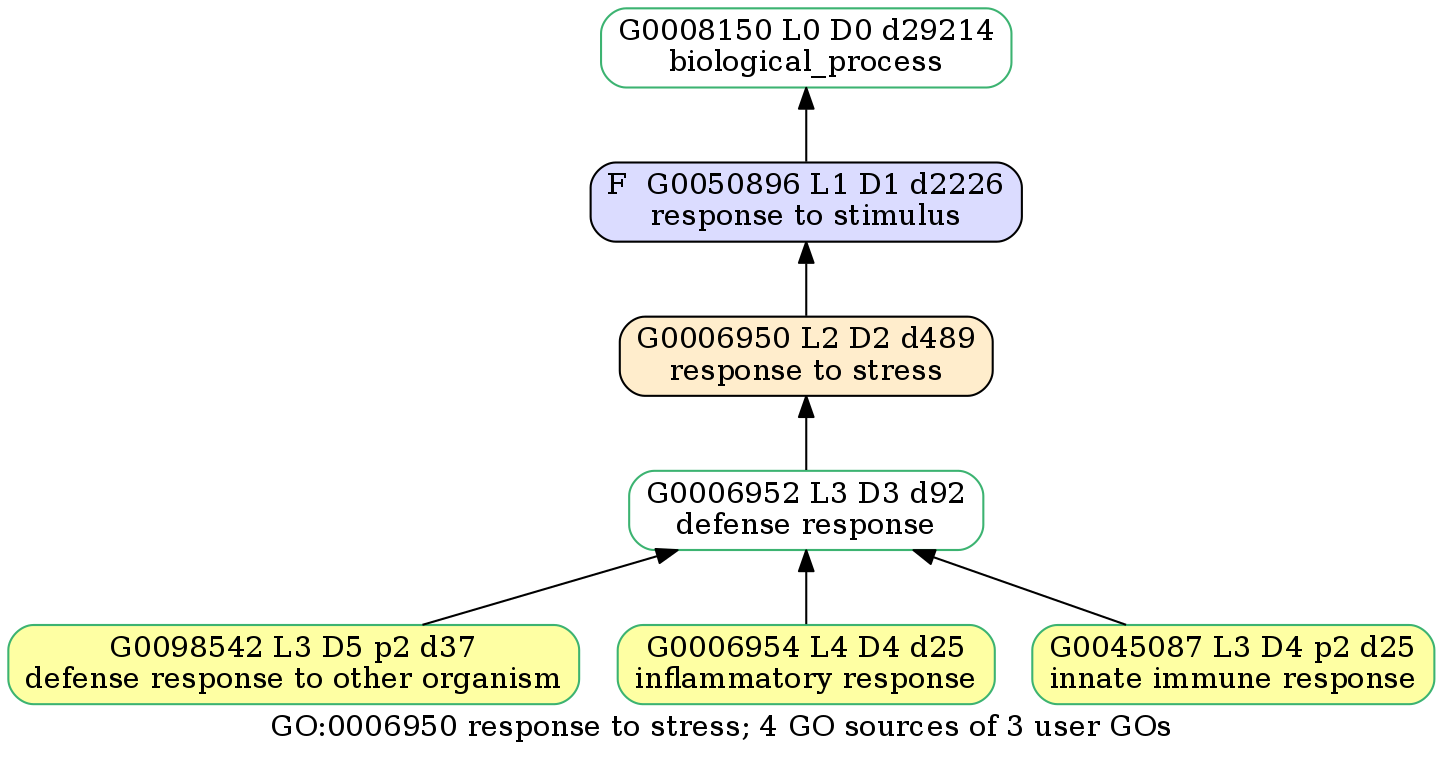 G0008150 L0 D0 d29214
biological_process
F  G0050896 L1 D1 d2226
response to stimulus
G0006950 L2 D2 d489
response to stress
G0006952 L3 D3 d92
defense response
G0098542 L3 D5 p2 d37
defense response to other organism
G0006954 L4 D4 d25
inflammatory response
G0045087 L3 D4 p2 d25
innate immune response
GO:0006950 response to stress; 4 GO sources of 3 user GOs